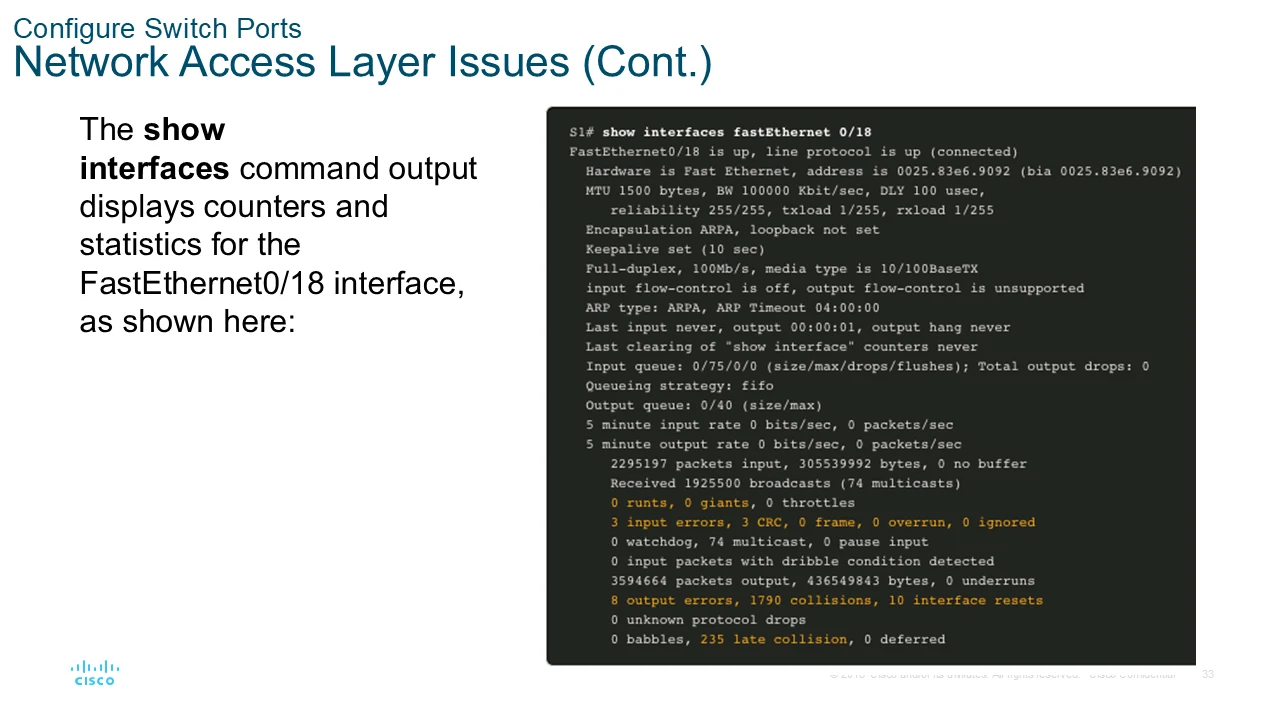 Configure Switch Ports
Network Access Layer Issues (Cont.)
The show
interfaces command output
displays counters and
statistics for the
FastEthernet0/18 interface,
as shown here:
S1# show interfaces fastEthernet 0/18
FastEthernet0/18 is up, line protocol is up (connected)
Hardware is Fast Ethernet, address is 0025.83e6.9092 (bia 0025.83e6.9092)
MTU 1500 bytes, BW 100000 Kbit/sec, DLY 100 usec,
reliability 255/255, txload 1/255, rxload 1/255
Encapsulation ARPA, loopback not set
Keepalive set (10 sec)
Full-duplex, 100Mb/s, media type is 10/100BaseTX
input flow-control is off, output flow-control is unsupported
ARP type: ARPA, ARP Timeout 04:00:00
Last input never, output 00:00:01, output hang never
Last clearing of "show interface" counters never
Input queue: 0/75/0/0 (size/max/drops/flushes); Total output drops: 0
Queueing strategy: fifo
Output queue: 0/40 (size/max)
5 minute input rate 0 bits/sec, 0 packets/sec
5 minute output rate 0 bits/sec, 0 packets/sec
2295197 packets input, 305539992 bytes, 0 no buffer
Received 1925500 broadcasts (74 multicasts)
0 runts, 0 giants, 0 throttles
3 input errors, 3 CRC, 0 frame, 0 overrun, 0 ignored
0 watchdog, 74 multicast, 0 pause input
0 input packets with dribble condition detected
3594664 packets output, 436549843 bytes, 0 underruns
8 output errors, 1790 collisions, 10 interface resets
0 unknown protocol drops
0 babbles, 235 late collision, 0 deferred
CISCO
© Cisco and/or its affiliates. All rights reserved. Cisco Confidential 33